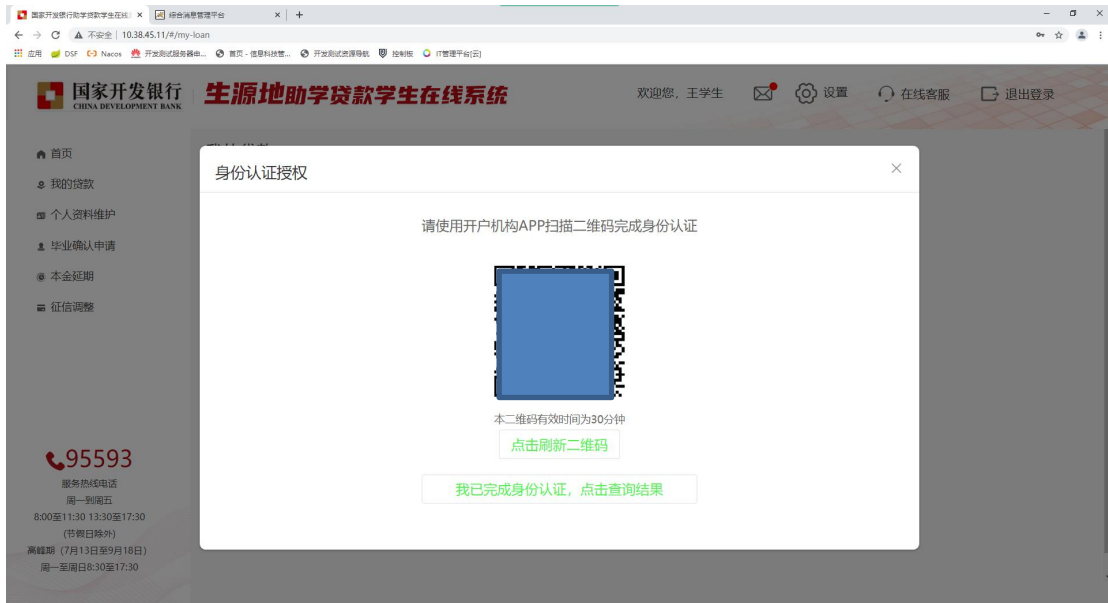 国家开发银行助学贷款学生在线
综合消息管理平台
不安全 | 10.38.45.11/#/my-loan
应用
DSF
Nacos
开发测试服务器申...
首页 - 信息科技管...
开发测试资源导航
控制板
IT管理平台[云]
国家开发银行
CHINA DEVELOPMENT BANK
生源地助学贷款学生在线系统
欢迎您，王学生
设置
在线客服
退出登录
首页
我的贷款
个人资料维护
毕业确认申请
本金延期
征信调整
95593
服务热线电话
周一到周五
8:00至11:30 13:30至17:30
(节假日除外)
高峰期（7月13日至9月18日）
周一至周日8:30至17:30
身份认证授权
请使用开户机构APP扫描二维码完成身份认证
本二维码有效时间为30分钟
点击刷新二维码
我已完成身份认证，点击查询结果